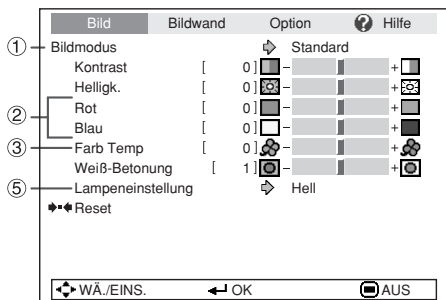 Bild Bildwand Option ? Hilfe
① Bildmodus Standard
Kontrast [ 0 ] - +
Helligk. [ 0 ] - +
② Rot [ 0 ] - +
Blau [ 0 ] - +
③ Farb Temp [ 0 ] - +
Weiß-Betonung [ 1 ] - +
⑤ Lampeneinstellung Hell
Reset
WÄ./EINS. OK AUS